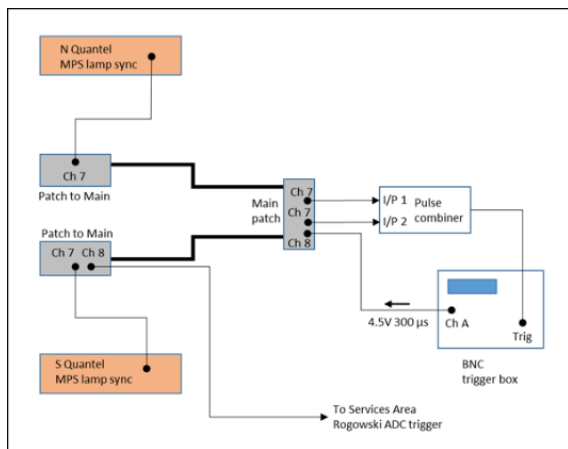 N Quantel
MPS lamp sync
Ch 7
Patch to Main
Patch to Main
Ch 7 Ch 8
S Quantel
MPS lamp sync
Main
patch
Ch 7
Ch 7
Ch 8
I/P 1
I/P 2
Pulse
combiner
4.5V 300 µs
Ch A
Trig
BNC
trigger box
To Services Area
Rogowski ADC trigger